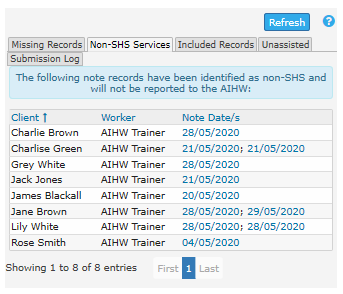 Refresh ?
Missing Records Non-SHS Services Included Records Unassisted
Submission Log
The following note records have been identified as non-SHS and
will not be reported to the AIHW:
Client ↑ Worker Note Date/s
Charlie Brown AIHW Trainer 28/05/2020
Charlise Green AIHW Trainer 21/05/2020; 21/05/2020
Grey White AIHW Trainer 28/05/2020
Jack Jones AIHW Trainer 21/05/2020
James Blackall AIHW Trainer 20/05/2020
Jane Brown AIHW Trainer 28/05/2020; 29/05/2020
Lily White AIHW Trainer 28/05/2020; 28/05/2020
Rose Smith AIHW Trainer 04/05/2020
Showing 1 to 8 of 8 entries First 1 Last